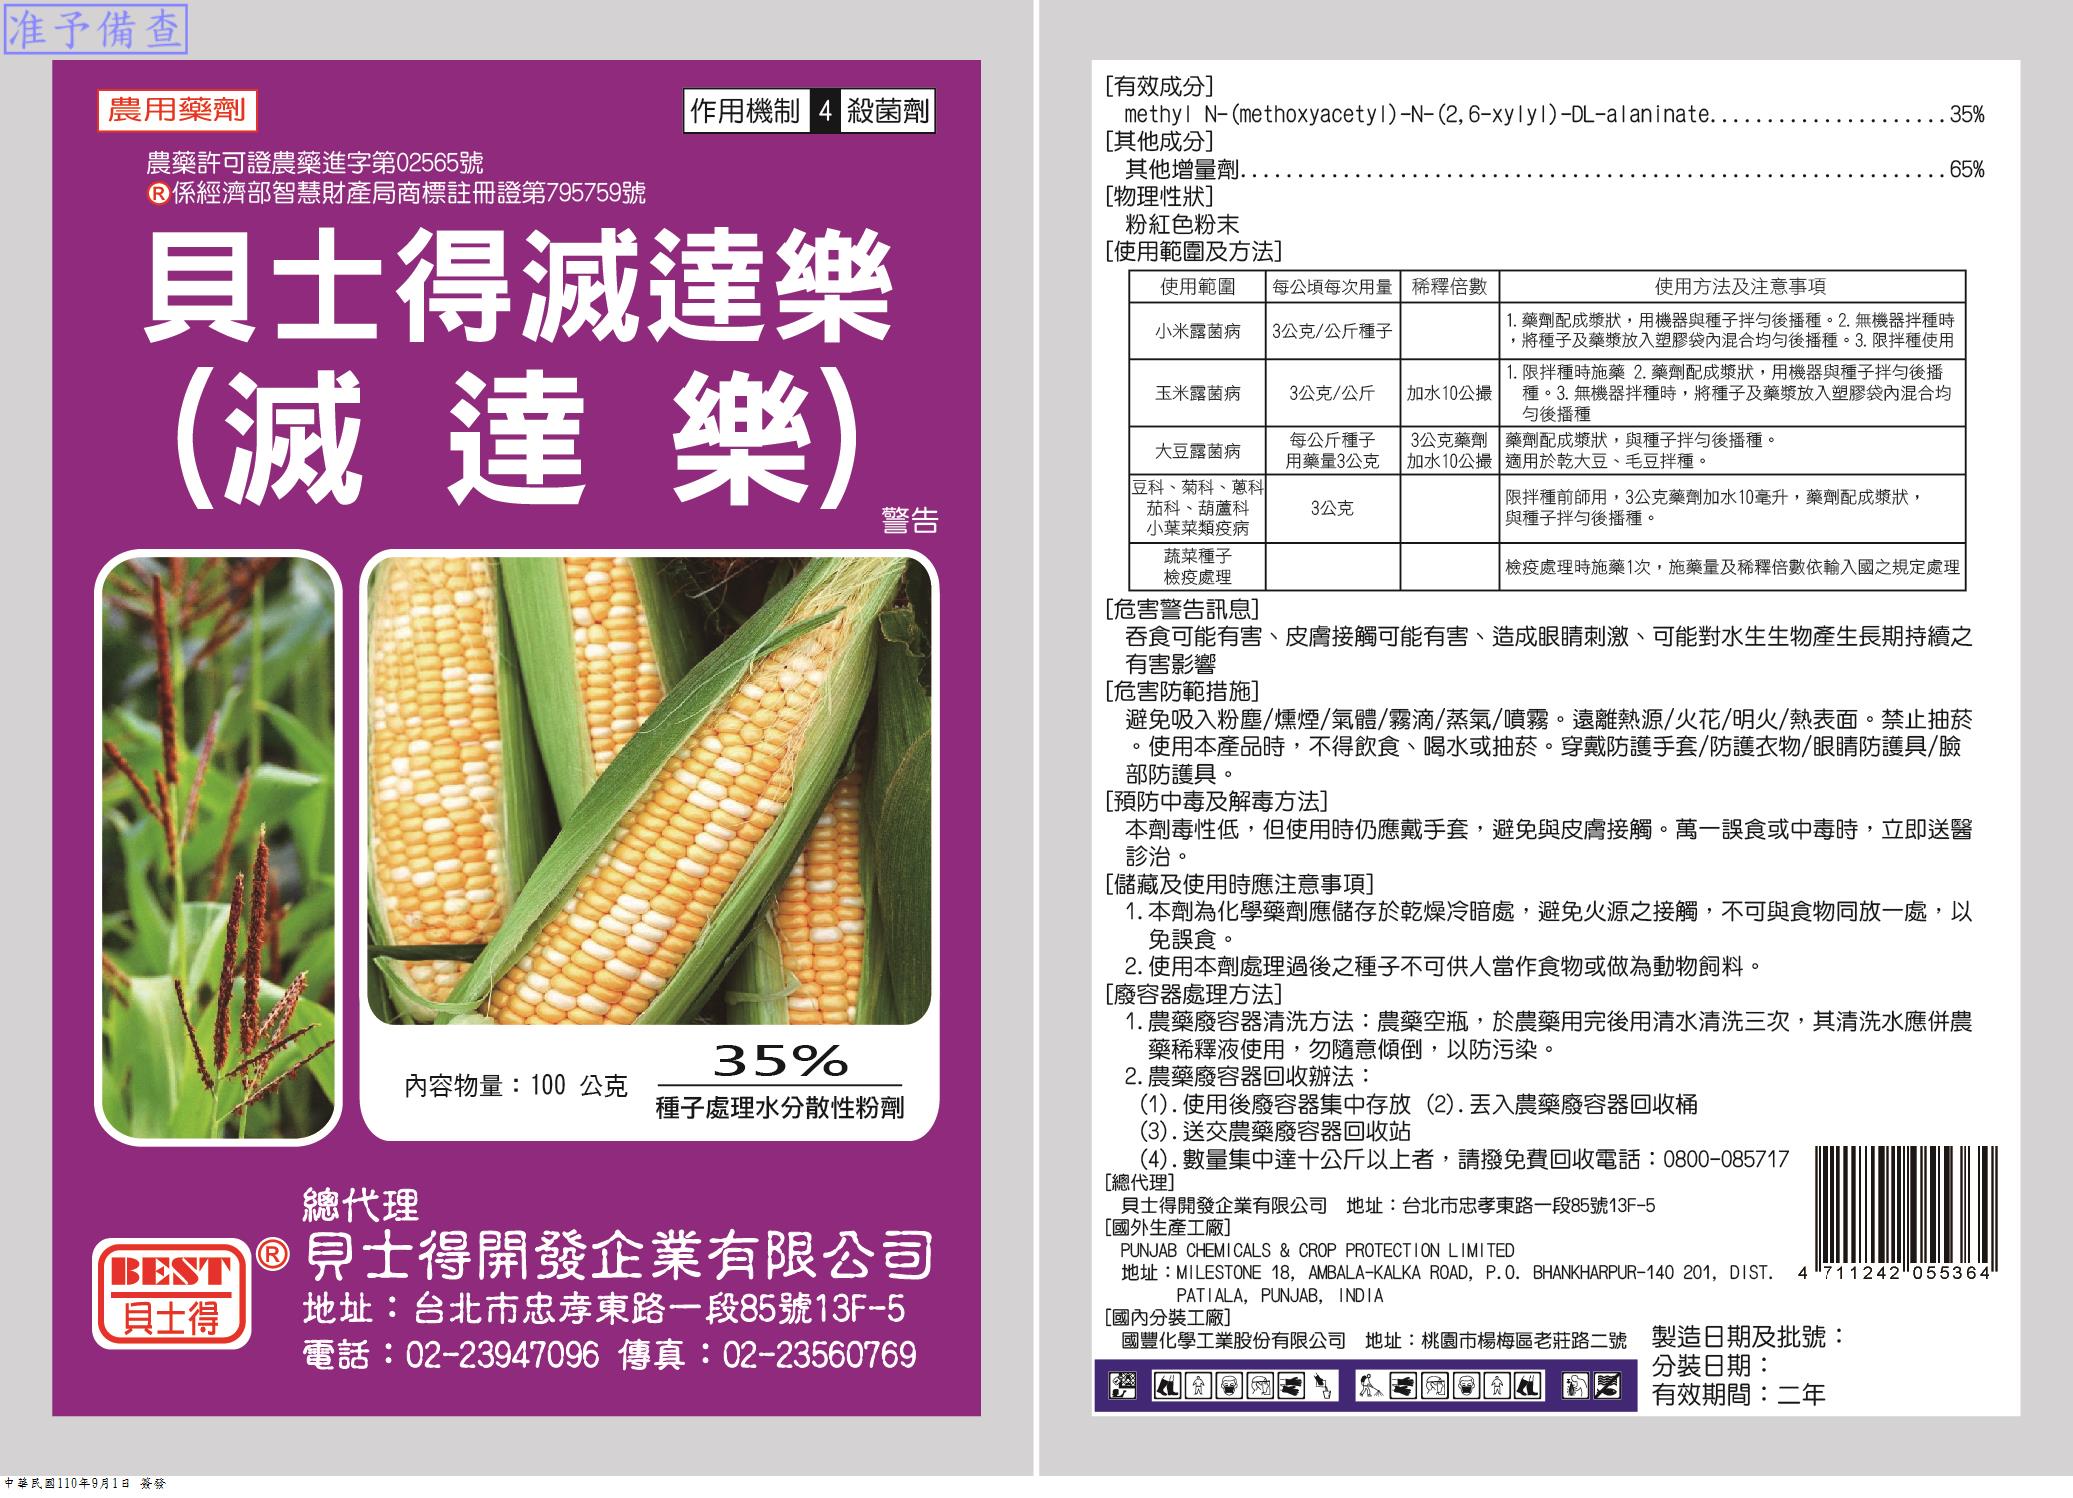 准予備查
農用藥劑
作用機制 4 殺菌劑
農藥許可證農藥進字第02565號
®係經濟部智慧財產局商標註冊證第795759號
貝士得滅達樂
(滅達樂)
警告
35%
內容物量：100 公克
種子處理水分散性粉劑
總代理
BEST
貝士得
®
貝士得開發企業有限公司
地址：台北市忠孝東路一段85號13F-5
電話：02-23947096 傳真：02-23560769
[有效成分]
methyl N-(methoxyacetyl)-N-(2,6-xylyl)-DL-alaninate.....................35%
[其他成分]
其他增量劑..............................................................65%
[物理性狀]
粉紅色粉末
[使用範圍及方法]
使用範圍 每公頃每次用量 稀釋倍數 使用方法及注意事項
小米露菌病 3公克/公斤種子 1.藥劑配成漿狀，用機器與種子拌勻後播種。2.無機器拌種時
，將種子及藥漿放入塑膠袋內混合均勻後播種。3.限拌種使用
玉米露菌病 3公克/公斤 加水10公撮 1.限拌種時施藥 2.藥劑配成漿狀，用機器與種子拌勻後播
種。3.無機器拌種時，將種子及藥漿放入塑膠袋內混合均
勻後播種
大豆露菌病 每公斤種子 3公克藥劑 藥劑配成漿狀，與種子拌勻後播種。
用藥量3公克 加水10公撮 適用於乾大豆、毛豆拌種。
豆科、菊科、蔥科
茄科、葫蘆科 3公克 限拌種前師用，3公克藥劑加水10毫升，藥劑配成漿狀，
小葉菜類疫病 與種子拌勻後播種。
蔬菜種子
檢疫處理 檢疫處理時施藥1次，施藥量及稀釋倍數依輸入國之規定處理
[危害警告訊息]
吞食可能有害、皮膚接觸可能有害、造成眼睛刺激、可能對水生生物產生長期持續之
有害影響
[危害防範措施]
避免吸入粉塵/燻煙/氣體/霧滴/蒸氣/噴霧。遠離熱源/火花/明火/熱表面。禁止抽菸
。使用本產品時，不得飲食、喝水或抽菸。穿戴防護手套/防護衣物/眼睛防護具/臉
部防護具。
[預防中毒及解毒方法]
本劑毒性低，但使用時仍應戴手套，避免與皮膚接觸。萬一誤食或中毒時，立即送醫
診治。
[儲藏及使用時應注意事項]
1.本劑為化學藥劑應儲存於乾燥冷暗處，避免火源之接觸，不可與食物同放一處，以
免誤食。
2.使用本劑處理過後之種子不可供人當作食物或做為動物飼料。
[廢容器處理方法]
1.農藥廢容器清洗方法：農藥空瓶，於農藥用完後用清水清洗三次，其清洗水應併農
藥稀釋液使用，勿隨意傾倒，以防污染。
2.農藥廢容器回收辦法：
(1).使用後廢容器集中存放 (2).丟入農藥廢容器回收桶
(3).送交農藥廢容器回收站
(4).數量集中達十公斤以上者，請撥免費回收電話：0800-085717
[總代理]
貝士得開發企業有限公司 地址：台北市忠孝東路一段85號13F-5
[國外生產工廠]
PUNJAB CHEMICALS & CROP PROTECTION LIMITED
地址：MILESTONE 18, AMBALA-KALKA ROAD, P.O. BHANKHARPUR-140 201, DIST.
PATIALA, PUNJAB, INDIA
4 711242 055364
[國內分裝工廠]
國豐化學工業股份有限公司 地址：桃園市楊梅區老莊路二號
製造日期及批號：
分裝日期：
有效期間：二年
中華民國110年9月1日 簽發